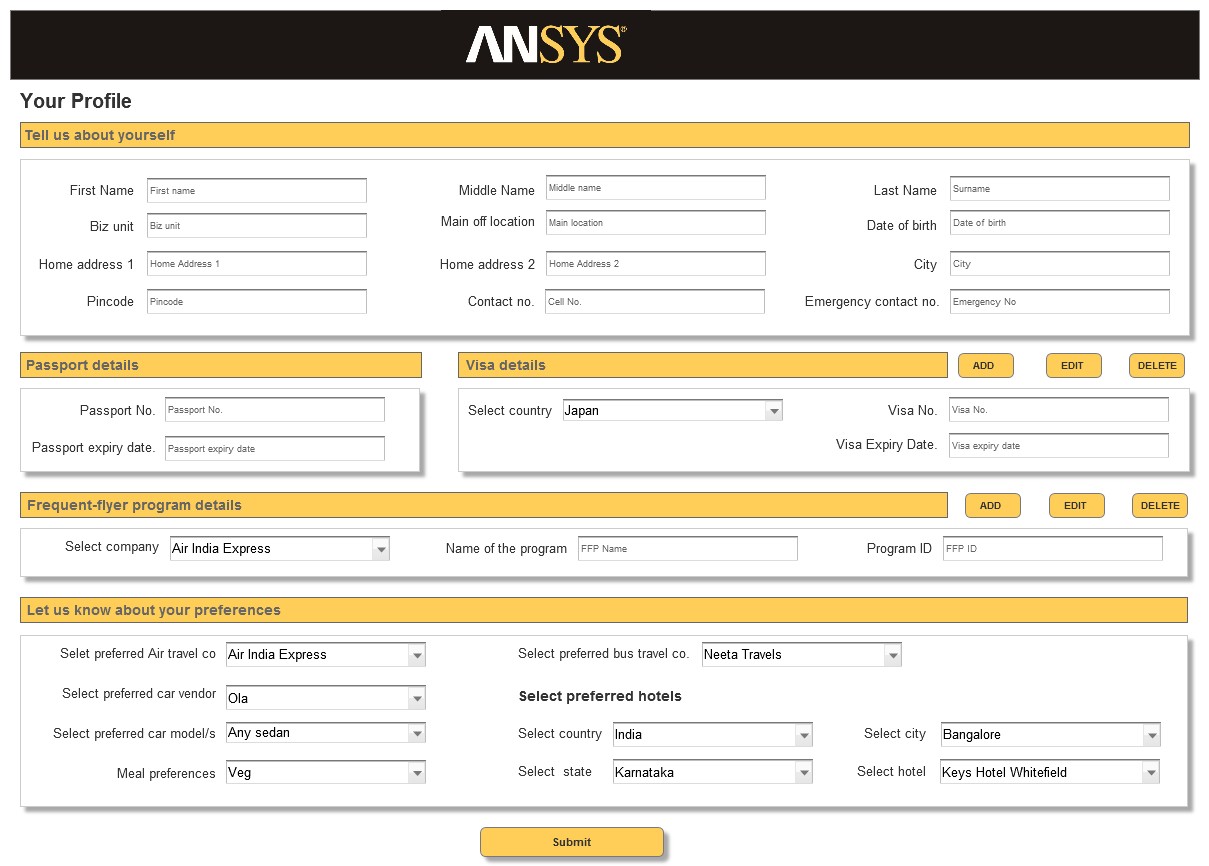 ANSYS®
Your Profile
Tell us about yourself
First Name First name Middle Name Middle name Last Name Surname
Biz unit Biz unit Main off location Main location Date of birth Date of birth
Home address 1 Home Address 1 Home address 2 Home Address 2 City City
Pincode Pincode Contact no. Cell No. Emergency contact no. Emergency No
Passport details Visa details ADD EDIT DELETE
Passport No. Passport No. Select country Japan Visa No. Visa No.
Passport expiry date. Passport expiry date Visa Expiry Date. Visa expiry date
Frequent-flyer program details ADD EDIT DELETE
Select company Air India Express Name of the program FFP Name Program ID FFP ID
Let us know about your preferences
Selet preferred Air travel co Air India Express Select preferred bus travel co. Neeta Travels
Select preferred car vendor Ola Select preferred hotels
Select preferred car model/s Any sedan Select country India Select city Bangalore
Meal preferences Veg Select state Karnataka Select hotel Keys Hotel Whitefield
Submit